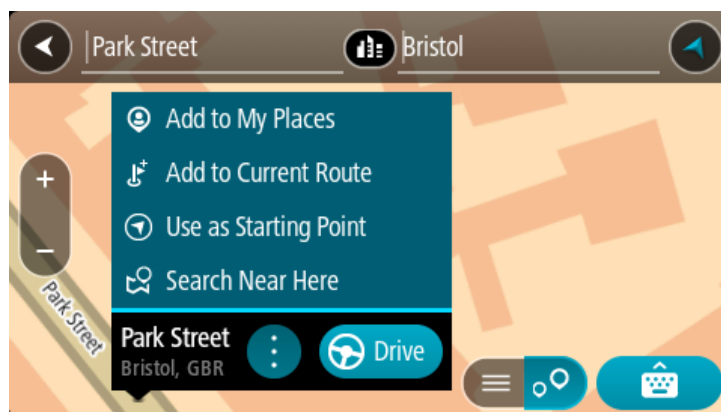 Park Street
Bristol
Add to My Places
Add to Current Route
Use as Starting Point
Search Near Here
Park Street
Park Street
Bristol, GBR
Drive